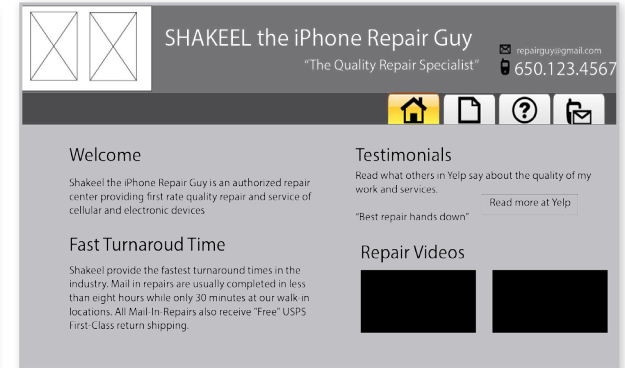 SHAKEEL the iPhone Repair Guy
"The Quality Repair Specialist"
repairguy@gmail.com
650.123.4567
Welcome
Shakeel the iPhone Repair Guy is an authorized repair
center providing first rate quality repair and service of
cellular and electronic devices
Fast Turnaroud Time
Shakeel provide the fastest turnaround times in the
industry. Mail in repairs are usually completed in less
than eight hours while only 30 minutes at our walk-in
locations. All Mail-In-Repairs also receive "Free" USPS
First-Class return shipping.
Testimonials
Read what others in Yelp say about the quality of my
work and services.
Read more at Yelp
"Best repair hands down"
Repair Videos